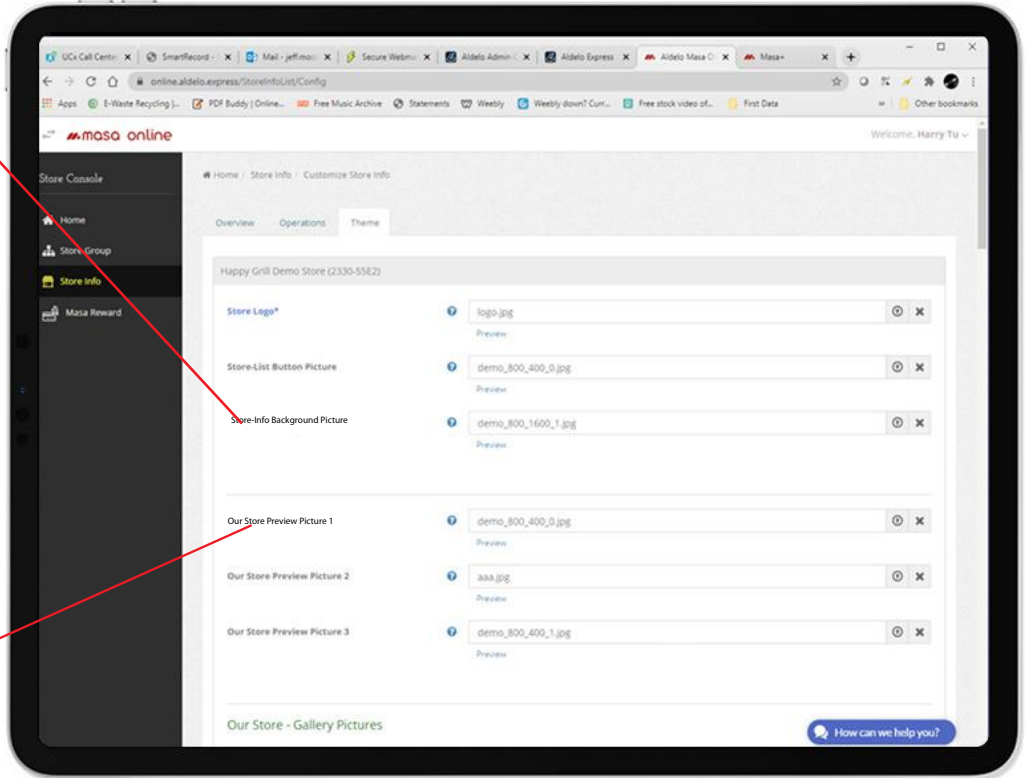 UCx Call Center SmartRecord - Mail - jeff.moo Secure Webma Aldelo Admin C Aldelo Express Aldelo Masa O Masa+
online.aldelo.express/StoreInfoList/Config
Apps E-Waste Recycling |... PDF Buddy | Online... Free Music Archive Statements Weebly Weebly down? Curr... Free stock video of... First Data Other bookmarks
masa online Welcome, Harry Tu
Store Console
Home / Store Info / Customize Store Info
Home
Overview Operations Theme
Store Group
Store Info
Happy Grill Demo Store (2330-55E2)
Masa Reward
Store Logo* logo.jpg
Preview
Store-List Button Picture demo_800_400_0.jpg
Preview
Store-Info Background Picture demo_800_1600_1.jpg
Preview
Our Store Preview Picture 1 demo_800_400_0.jpg
Preview
Our Store Preview Picture 2 aaa.jpg
Preview
Our Store Preview Picture 3 demo_800_400_1.jpg
Preview
Our Store - Gallery Pictures
How can we help you?